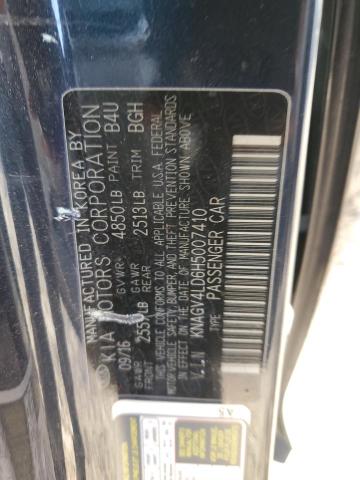 MANUFACTURED IN KOREA BY
KIA MOTORS CORPORATION
09/16 GVWR: 4850LB PAINT B4U
GAWR FRONT 2557LB GAWR REAR 2513LB TRIM BGH
THIS VEHICLE CONFORMS TO ALL APPLICABLE U.S.A. FEDERAL
MOTOR VEHICLE SAFETY, BUMPER, AND THEFT PREVENTION STANDARDS
IN EFFECT ON THE DATE OF MANUFACTURE SHOWN ABOVE
V.I.N KNAGV4LD6H5007410
TYPE: PASSENGER CAR